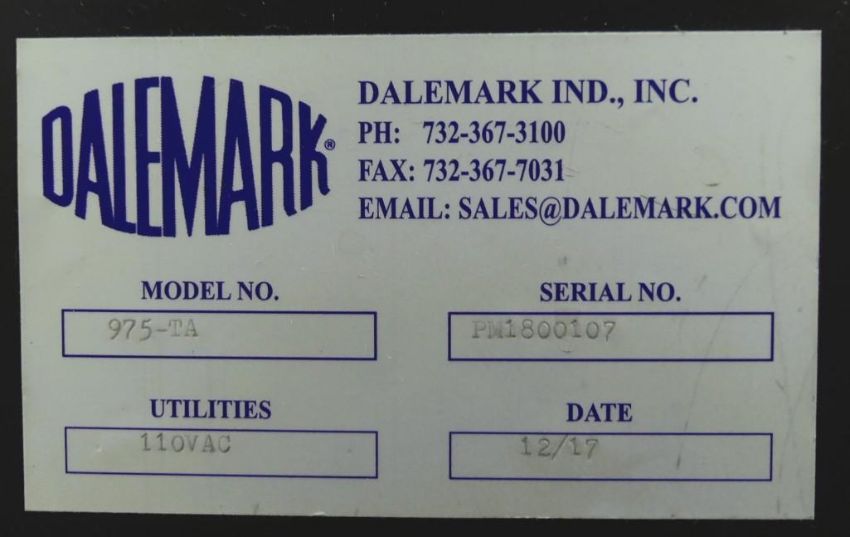 DALEMARK®
DALEMARK IND., INC.
PH: 732-367-3100
FAX: 732-367-7031
EMAIL: SALES@DALEMARK.COM
MODEL NO.
975-TA
SERIAL NO.
PM1800107
UTILITIES
110VAC
DATE
12/17